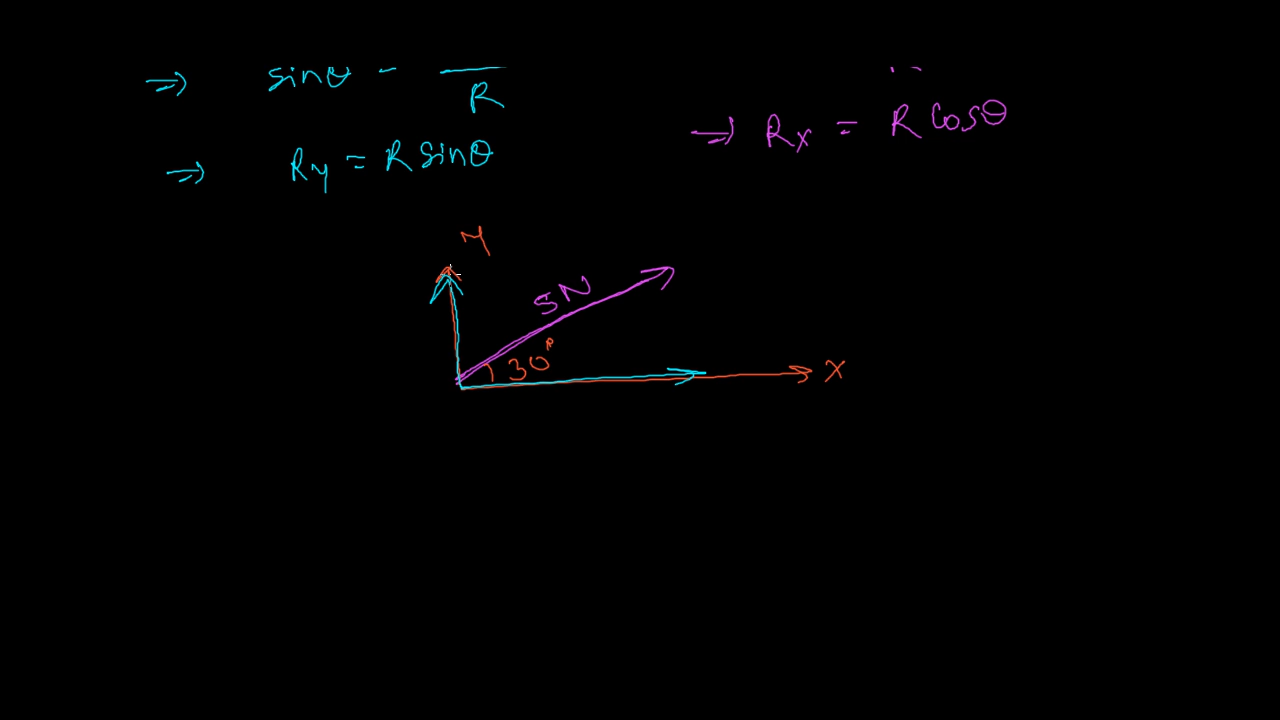 ⇒ sinθ =
R
⇒ Rx = R cosθ
⇒ Ry = R sinθ
y
5N
30°
x